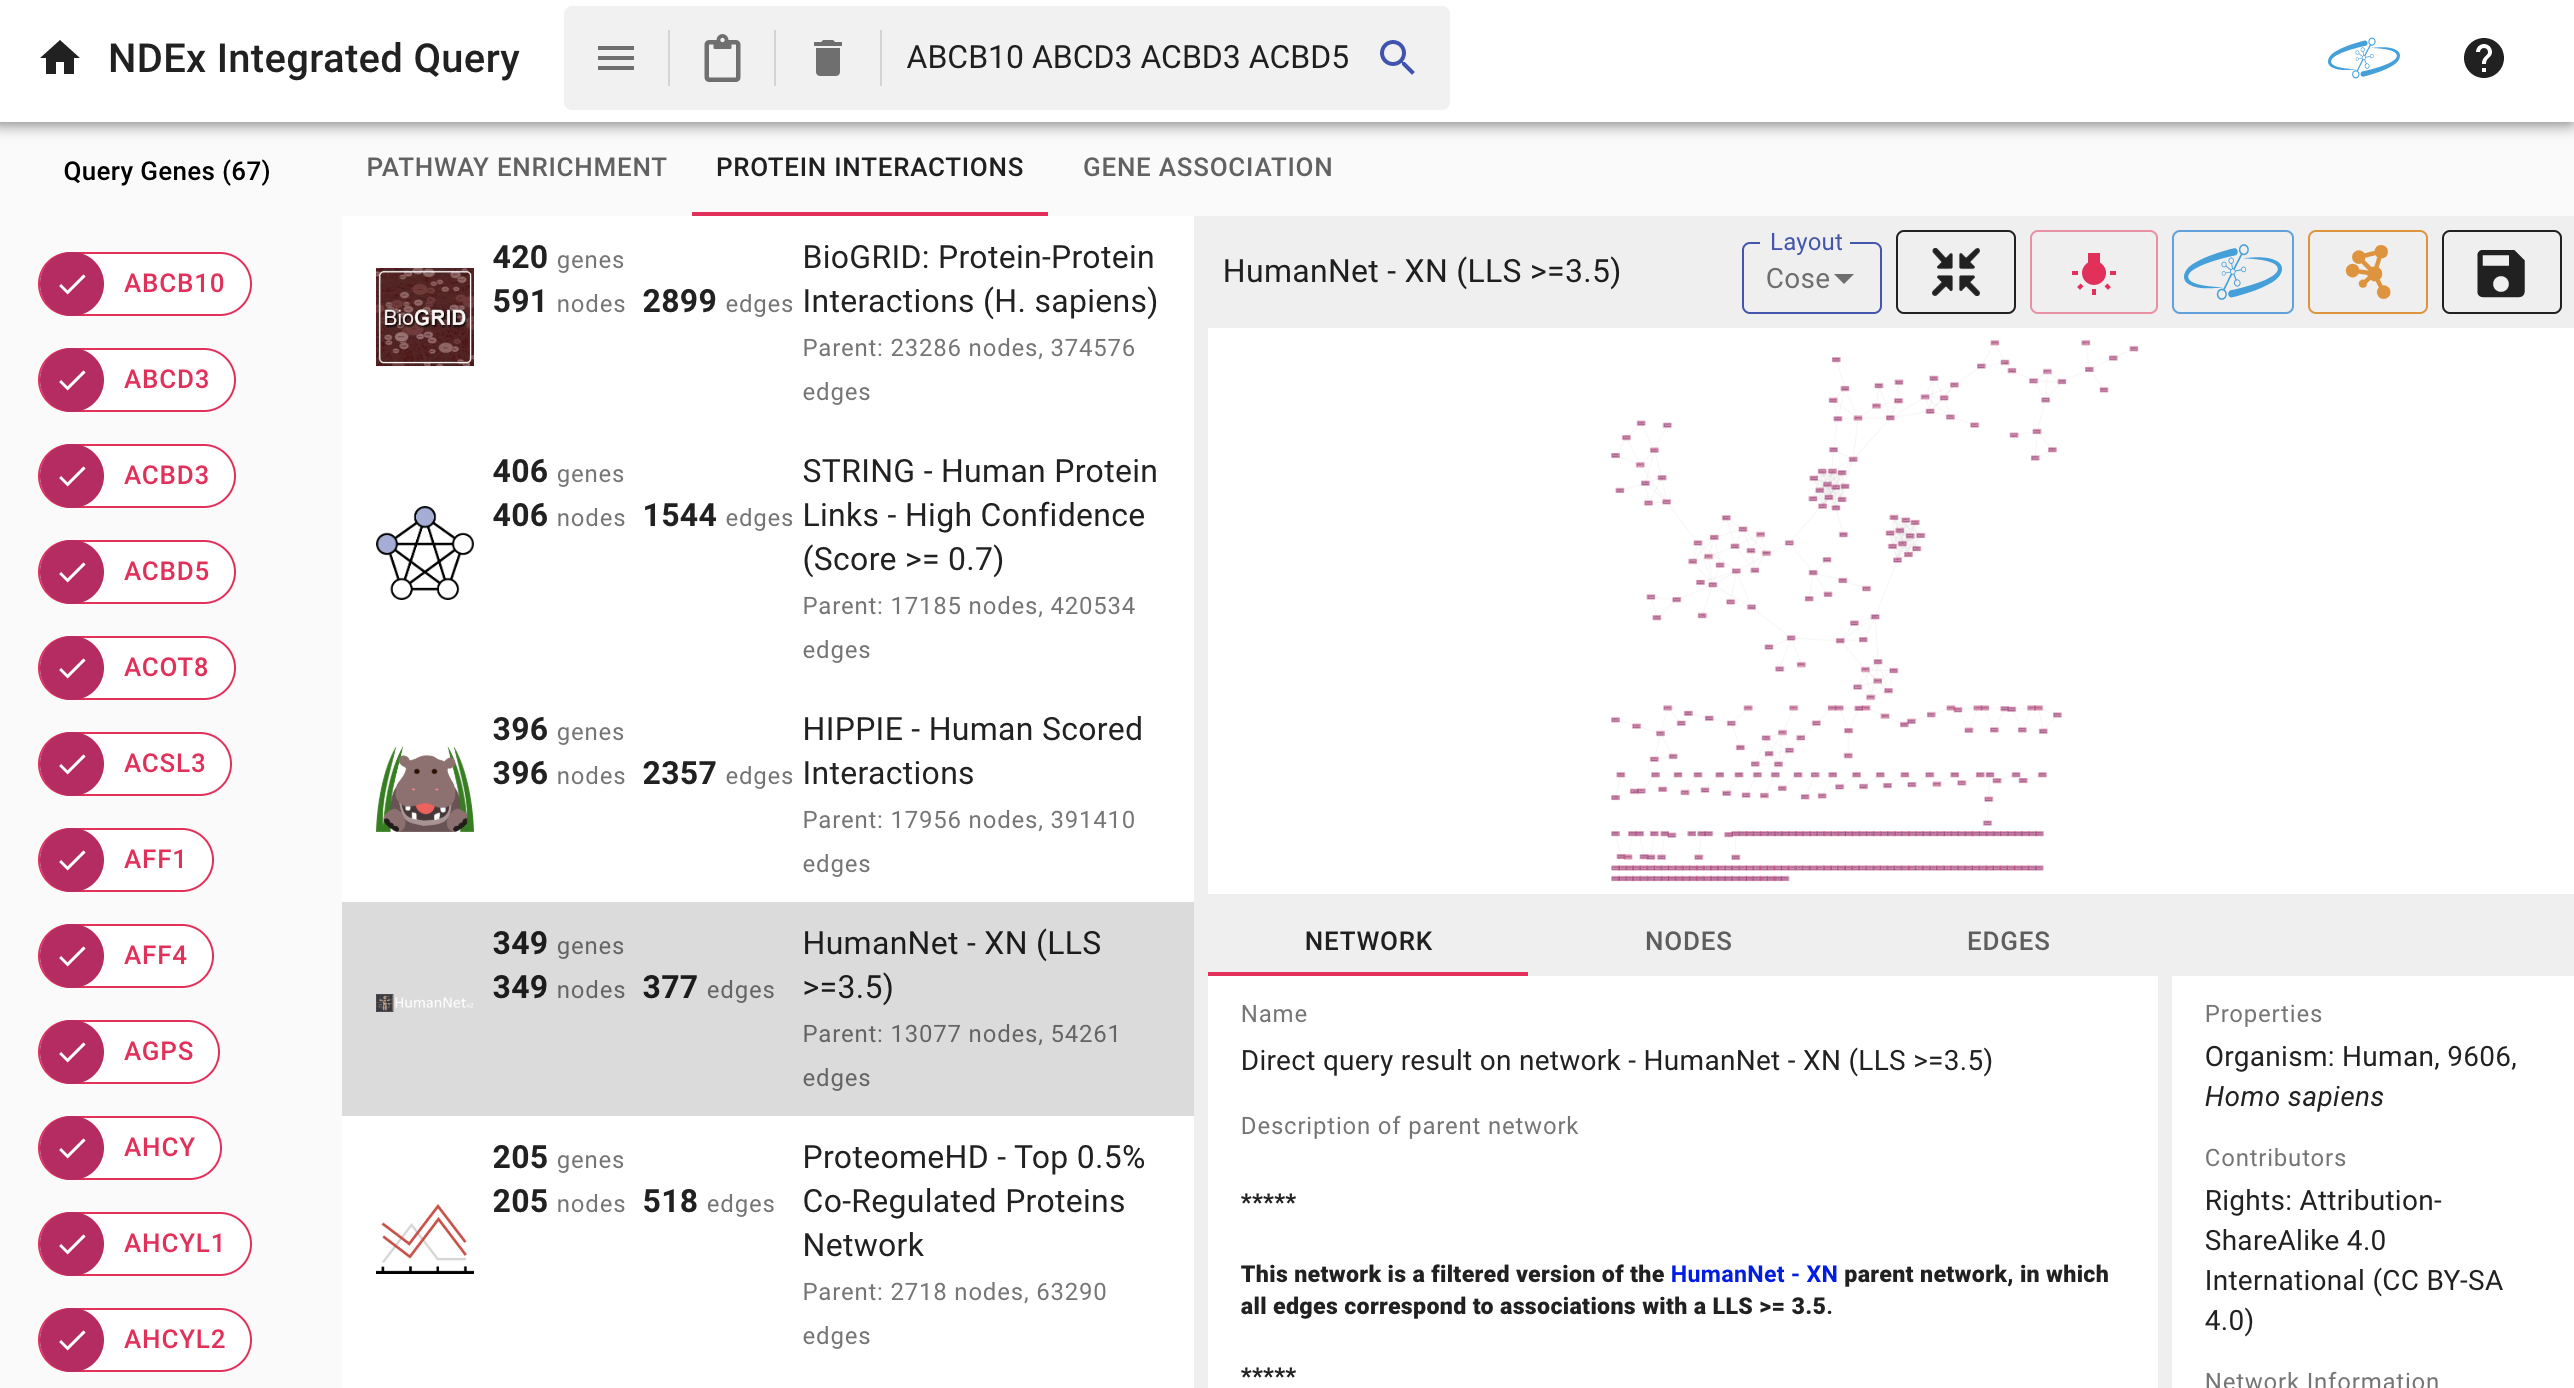 NDEx Integrated Query
ABCB10 ABCD3 ACBD3 ACBD5
Query Genes (67)
ABCB10
ABCD3
ACBD3
ACBD5
ACOT8
ACSL3
AFF1
AFF4
AGPS
AHCY
AHCYL1
AHCYL2
PATHWAY ENRICHMENT
PROTEIN INTERACTIONS
GENE ASSOCIATION
BioGRID
420 genes
591 nodes 2899 edges
BioGRID: Protein-Protein
Interactions (H. sapiens)
Parent: 23286 nodes, 374576
edges
406 genes
406 nodes 1544 edges
STRING - Human Protein
Links - High Confidence
(Score >= 0.7)
Parent: 17185 nodes, 420534
edges
396 genes
396 nodes 2357 edges
HIPPIE - Human Scored
Interactions
Parent: 17956 nodes, 391410
edges
HumanNet
349 genes
349 nodes 377 edges
HumanNet - XN (LLS
>=3.5)
Parent: 13077 nodes, 54261
edges
205 genes
205 nodes 518 edges
ProteomeHD - Top 0.5%
Co-Regulated Proteins
Network
Parent: 2718 nodes, 63290
edges
HumanNet - XN (LLS >=3.5)
Layout
Cose
NETWORK
NODES
EDGES
Name
Direct query result on network - HumanNet - XN (LLS >=3.5)
Description of parent network
*****
This network is a filtered version of the HumanNet - XN parent network, in which
all edges correspond to associations with a LLS >= 3.5.
*****
Properties
Organism: Human, 9606,
Homo sapiens
Contributors
Rights: Attribution-
ShareAlike 4.0
International (CC BY-SA
4.0)
Network Information